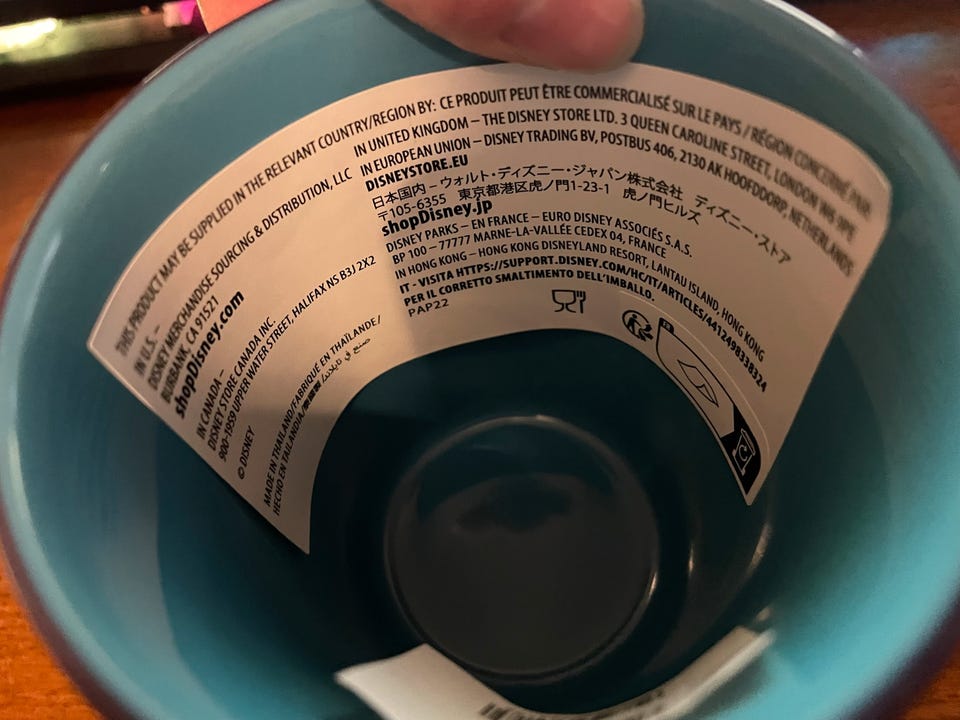 THIS PRODUCT MAY BE SUPPLIED IN THE RELEVANT COUNTRY/REGION BY: CE PRODUIT PEUT ÊTRE COMMERCIALISÉ SUR LE PAYS / RÉGION CONCERNÉ PAR:
IN U.S. –
DISNEY MERCHANDISE SOURCING & DISTRIBUTION, LLC
BURBANK, CA 91521
shopDisney.com
IN CANADA –
DISNEY STORE CANADA INC.
900-1959 UPPER WATER STREET, HALIFAX NS B3J 2X2
© DISNEY
MADE IN THAILAND/FABRIQUÉ EN THAÏLANDE/
HECHO EN TAILANDIA/
IN UNITED KINGDOM – THE DISNEY STORE LTD. 3 QUEEN CAROLINE STREET, LONDON W6 9PE
IN EUROPEAN UNION – DISNEY TRADING BV, POSTBUS 406, 2130 AK HOOFDDORP, NETHERLANDS
DISNEYSTORE.EU
日本国内 – ウォルト・ディズニー・ジャパン株式会社 ディズニー・ストア
〒105-6355 東京都港区虎ノ門1-23-1 虎ノ門ヒルズ
shopDisney.jp
DISNEY PARKS – EN FRANCE – EURO DISNEY ASSOCIÉS S.A.S.
BP 100 – 77777 MARNE-LA-VALLÉE CEDEX 04, FRANCE
IN HONG KONG – HONG KONG DISNEYLAND RESORT, LANTAU ISLAND, HONG KONG
IT - VISITA HTTPS://SUPPORT.DISNEY.COM/HC/IT/ARTICLES/4412498338324
PER IL CORRETTO SMALTIMENTO DELL'IMBALLO.
PAP22
FR
C